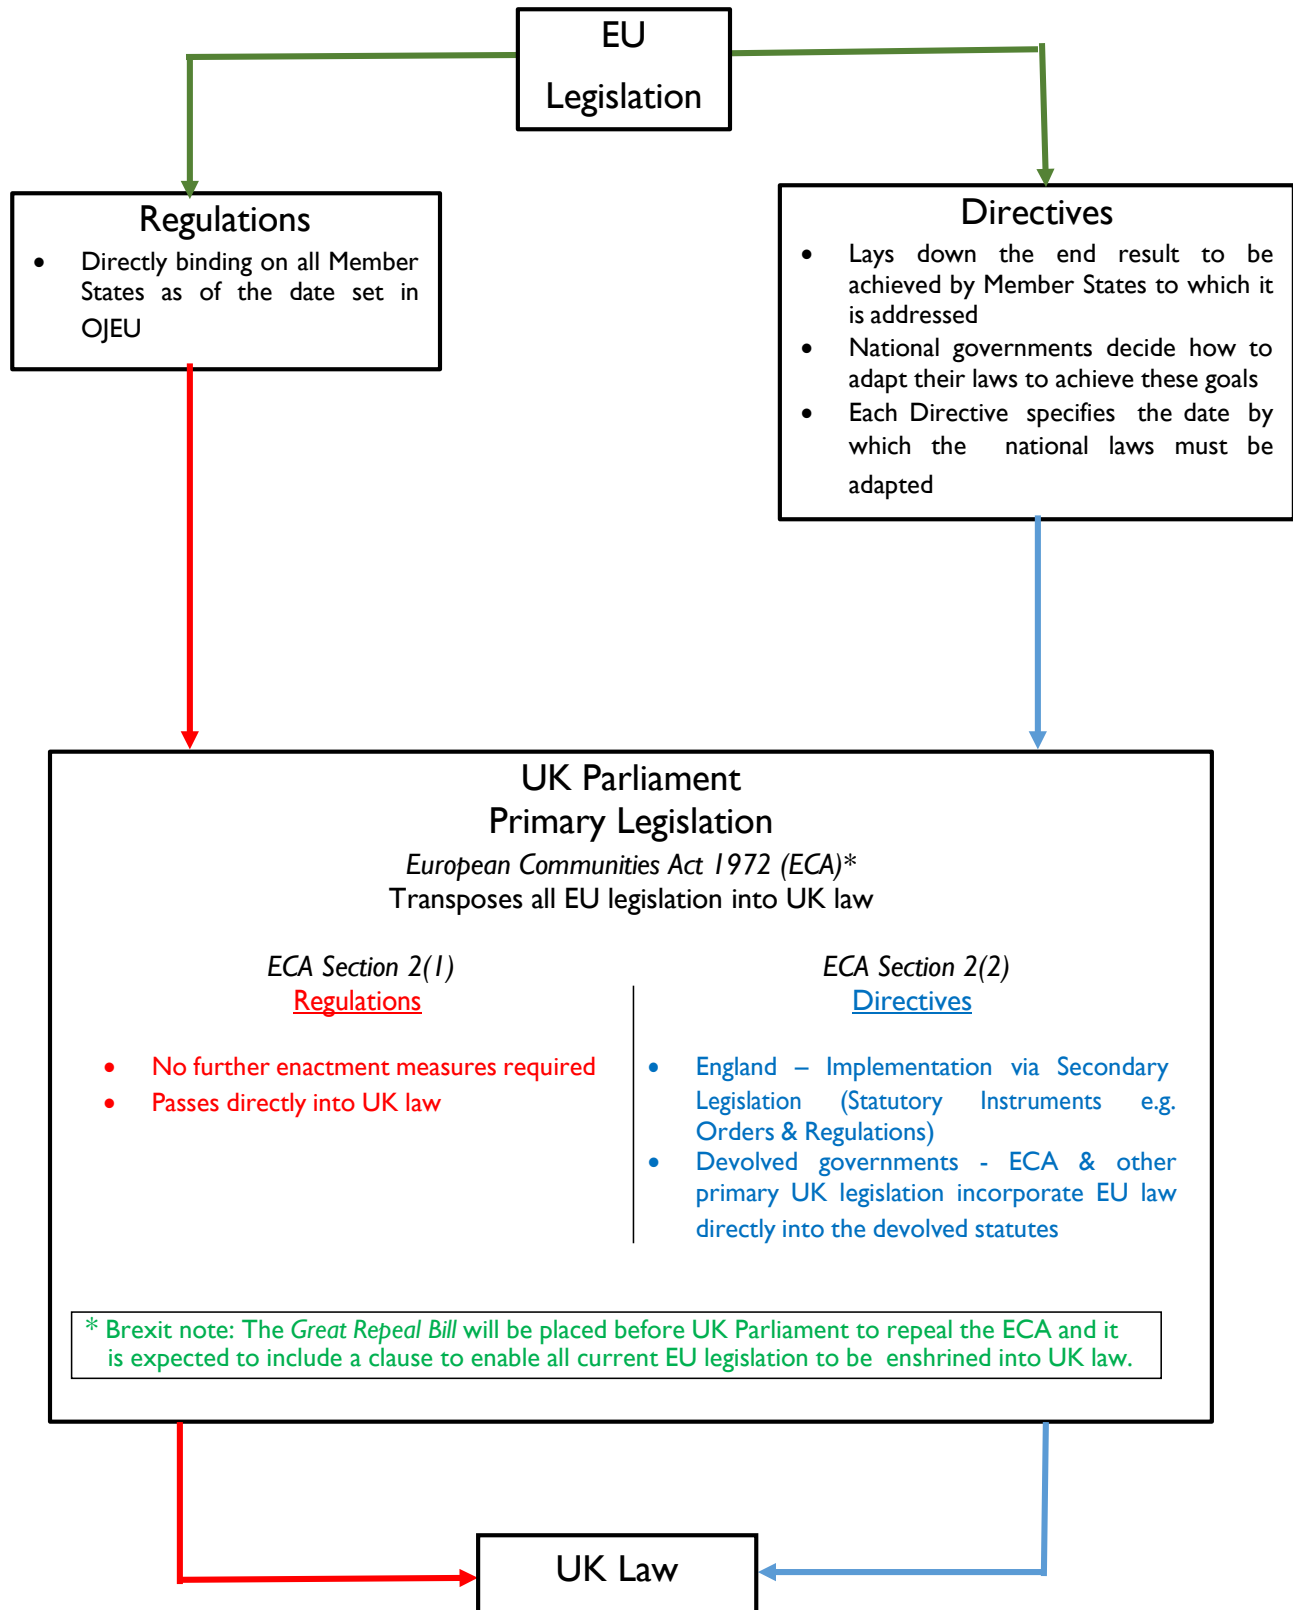 EU
Legislation
Regulations
• Directly binding on all Member
States as of the date set in
OJEU
Directives
• Lays down the end result to be
achieved by Member States to which it
is addressed
• National governments decide how to
adapt their laws to achieve these goals
• Each Directive specifies the date by
which the national laws must be
adapted
UK Parliament
Primary Legislation
European Communities Act 1972 (ECA)*
Transposes all EU legislation into UK law
ECA Section 2(1)
Regulations
• No further enactment measures required
• Passes directly into UK law
ECA Section 2(2)
Directives
• England – Implementation via Secondary
Legislation (Statutory Instruments e.g.
Orders & Regulations)
• Devolved governments - ECA & other
primary UK legislation incorporate EU law
directly into the devolved statutes
* Brexit note: The Great Repeal Bill will be placed before UK Parliament to repeal the ECA and it
is expected to include a clause to enable all current EU legislation to be enshrined into UK law.
UK Law